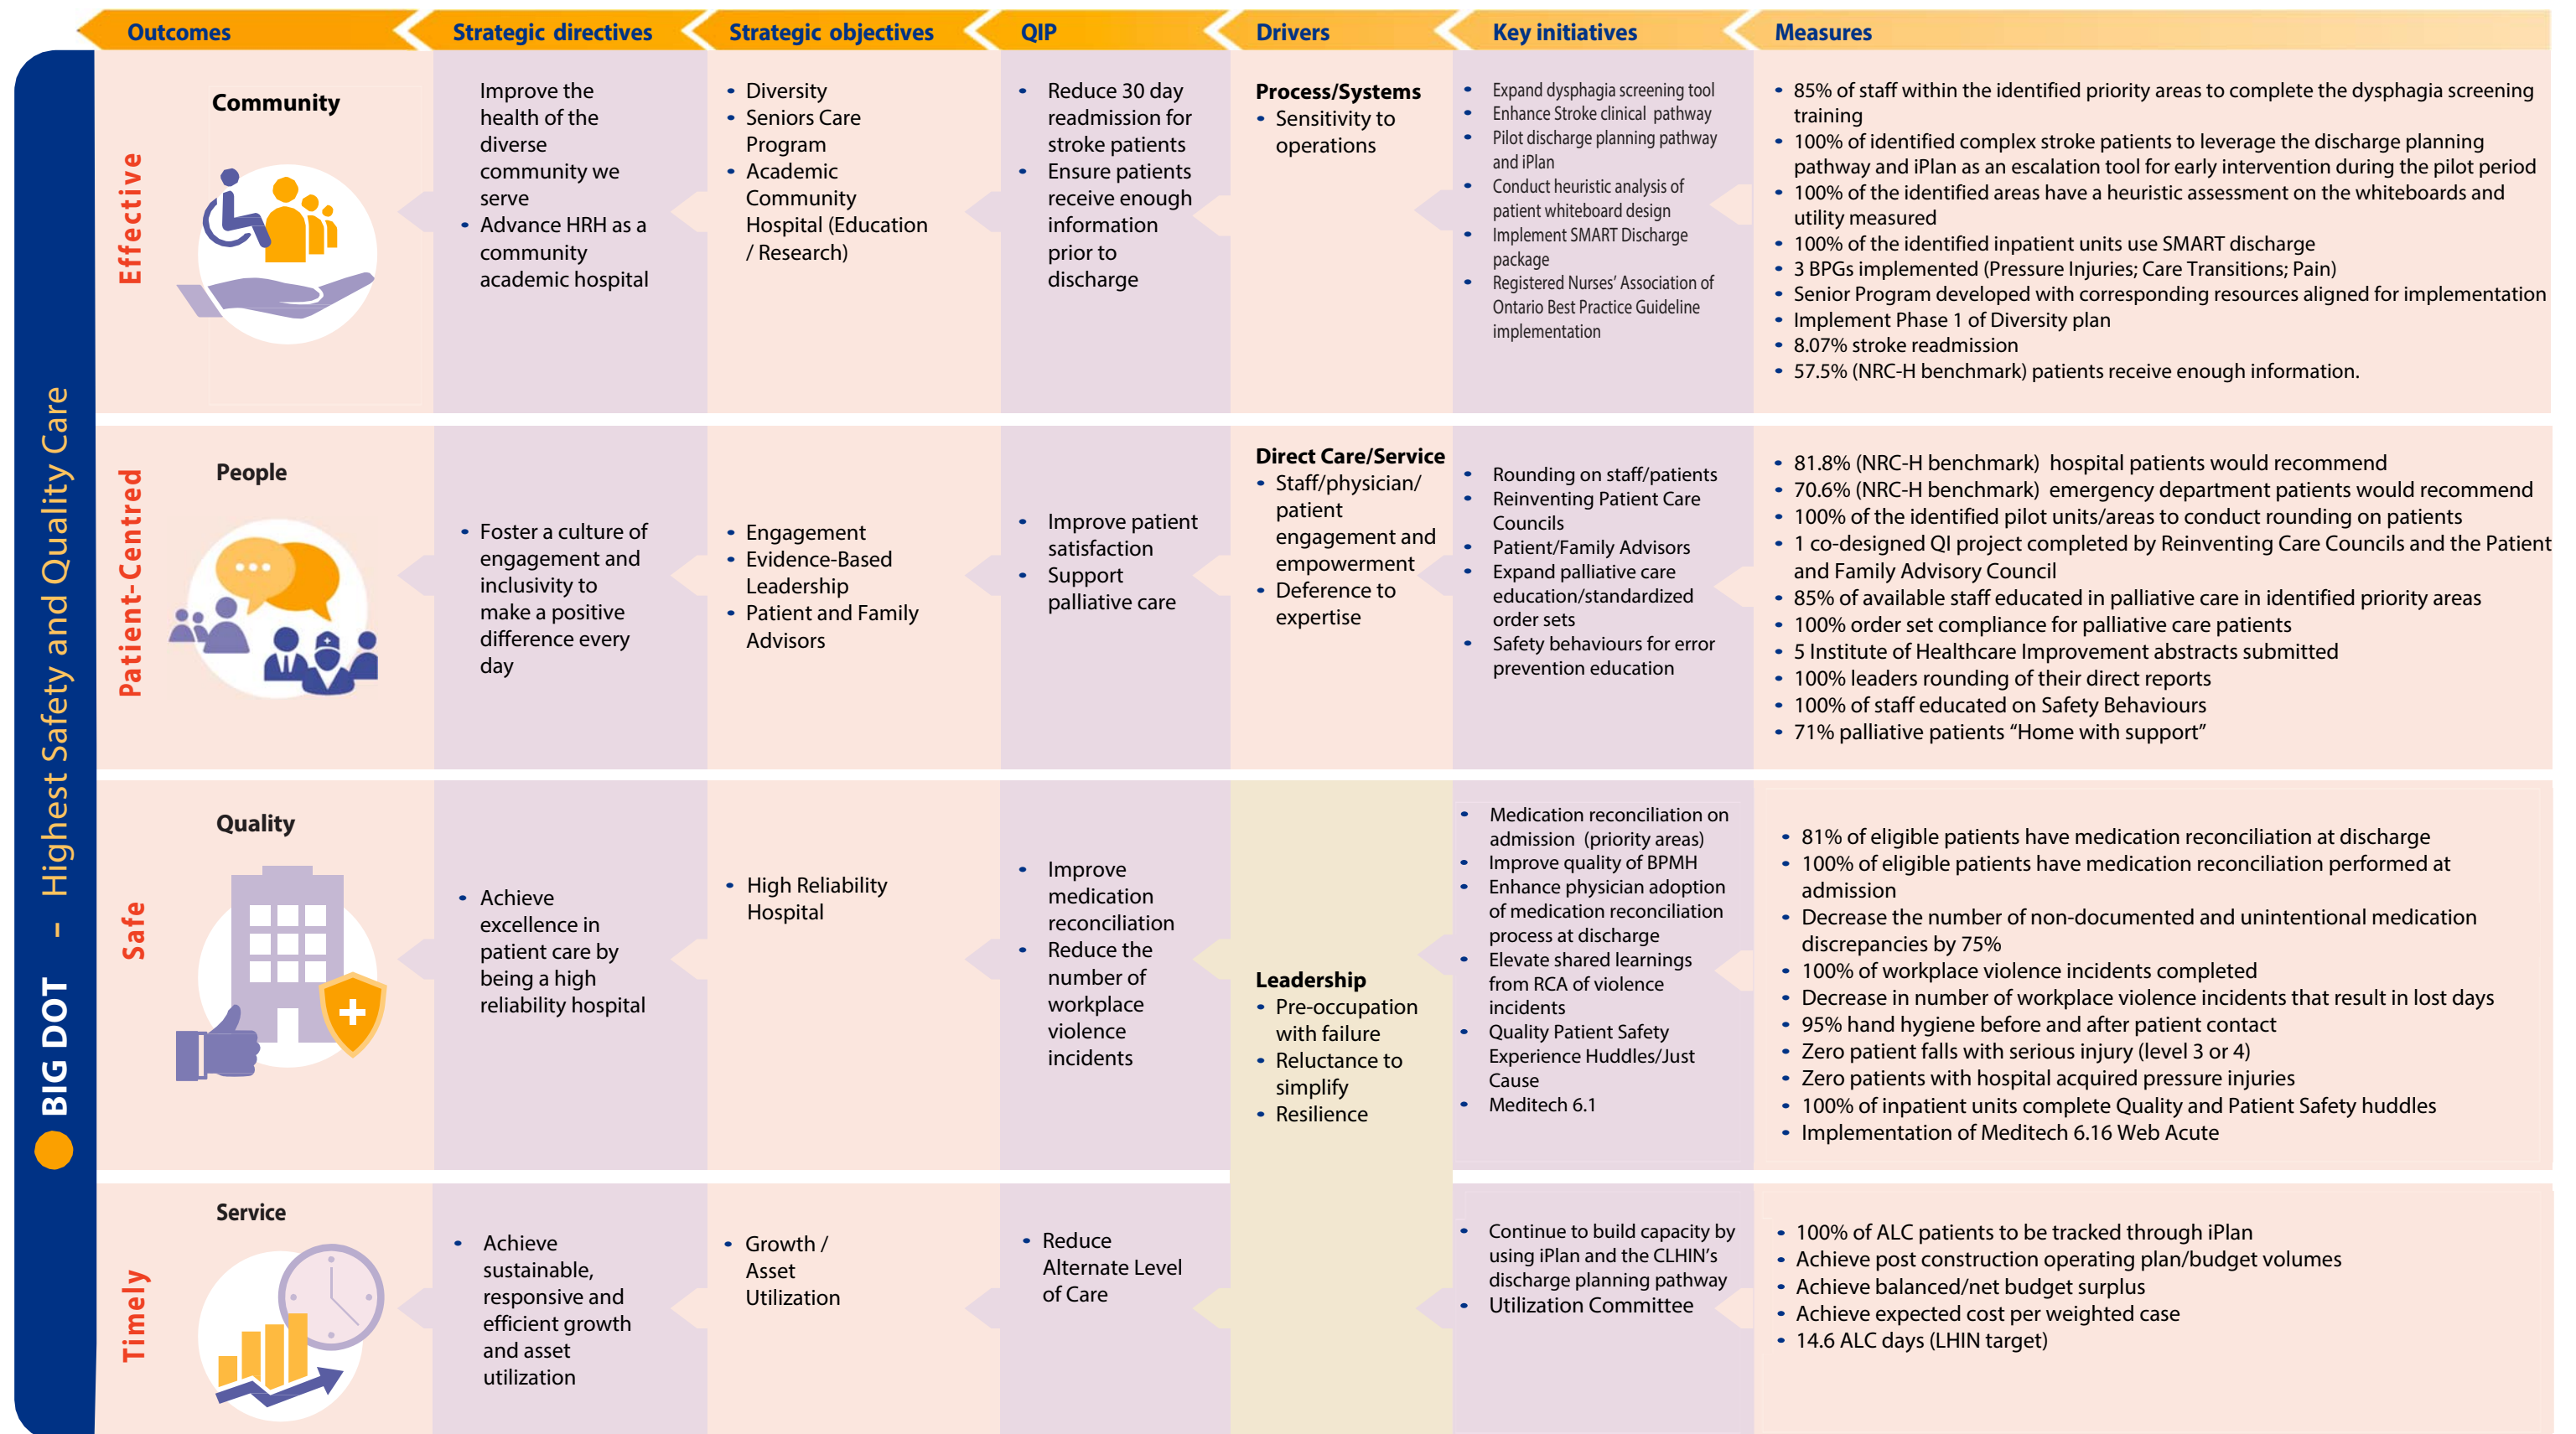 Outcomes
Strategic directives
Strategic objectives
QIP
Drivers
Key initiatives
Measures
BIG DOT – Highest Safety and Quality Care
Effective
Community
Improve the
health of the
diverse
community we
serve
• Advance HRH as a
community
academic hospital
• Diversity
• Seniors Care
Program
• Academic
Community
Hospital (Education
/ Research)
• Reduce 30 day
readmission for
stroke patients
• Ensure patients
receive enough
information
prior to
discharge
Process/Systems
• Sensitivity to
operations
• Expand dysphagia screening tool
• Enhance Stroke clinical pathway
• Pilot discharge planning pathway
and iPlan
• Conduct heuristic analysis of
patient whiteboard design
• Implement SMART Discharge
package
• Registered Nurses’ Association of
Ontario Best Practice Guideline
implementation
• 85% of staff within the identified priority areas to complete the dysphagia screening
training
• 100% of identified complex stroke patients to leverage the discharge planning
pathway and iPlan as an escalation tool for early intervention during the pilot period
• 100% of the identified areas have a heuristic assessment on the whiteboards and
utility measured
• 100% of the identified inpatient units use SMART discharge
• 3 BPGs implemented (Pressure Injuries; Care Transitions; Pain)
• Senior Program developed with corresponding resources aligned for implementation
• Implement Phase 1 of Diversity plan
• 8.07% stroke readmission
• 57.5% (NRC-H benchmark) patients receive enough information.
Patient-Centred
People
• Foster a culture of
engagement and
inclusivity to
make a positive
difference every
day
• Engagement
• Evidence-Based
Leadership
• Patient and Family
Advisors
• Improve patient
satisfaction
• Support
palliative care
Direct Care/Service
• Staff/physician/
patient
engagement and
empowerment
• Deference to
expertise
• Rounding on staff/patients
• Reinventing Patient Care
Councils
• Patient/Family Advisors
• Expand palliative care
education/standardized
order sets
• Safety behaviours for error
prevention education
• 81.8% (NRC-H benchmark) hospital patients would recommend
• 70.6% (NRC-H benchmark) emergency department patients would recommend
• 100% of the identified pilot units/areas to conduct rounding on patients
• 1 co-designed QI project completed by Reinventing Care Councils and the Patient
and Family Advisory Council
• 85% of available staff educated in palliative care in identified priority areas
• 100% order set compliance for palliative care patients
• 5 Institute of Healthcare Improvement abstracts submitted
• 100% leaders rounding of their direct reports
• 100% of staff educated on Safety Behaviours
• 71% palliative patients “Home with support”
Safe
Quality
• Achieve
excellence in
patient care by
being a high
reliability hospital
• High Reliability
Hospital
• Improve
medication
reconciliation
• Reduce the
number of
workplace
violence
incidents
Leadership
• Pre-occupation
with failure
• Reluctance to
simplify
• Resilience
• Medication reconciliation on
admission (priority areas)
• Improve quality of BPMH
• Enhance physician adoption
of medication reconciliation
process at discharge
• Elevate shared learnings
from RCA of violence
incidents
• Quality Patient Safety
Experience Huddles/Just
Cause
• Meditech 6.1
• 81% of eligible patients have medication reconciliation at discharge
• 100% of eligible patients have medication reconciliation performed at
admission
• Decrease the number of non-documented and unintentional medication
discrepancies by 75%
• 100% of workplace violence incidents completed
• Decrease in number of workplace violence incidents that result in lost days
• 95% hand hygiene before and after patient contact
• Zero patient falls with serious injury (level 3 or 4)
• Zero patients with hospital acquired pressure injuries
• 100% of inpatient units complete Quality and Patient Safety huddles
• Implementation of Meditech 6.16 Web Acute
Timely
Service
• Achieve
sustainable,
responsive and
efficient growth
and asset
utilization
• Growth /
Asset
Utilization
• Reduce
Alternate Level
of Care
• Continue to build capacity by
using iPlan and the CLHIN’s
discharge planning pathway
• Utilization Committee
• 100% of ALC patients to be tracked through iPlan
• Achieve post construction operating plan/budget volumes
• Achieve balanced/net budget surplus
• Achieve expected cost per weighted case
• 14.6 ALC days (LHIN target)